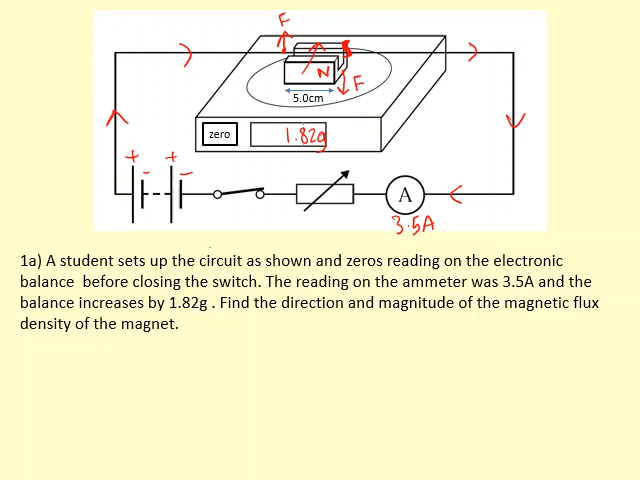 F
S
N
F
5.0cm
zero
1.82g
+ - + -
A
3.5A
1a) A student sets up the circuit as shown and zeros reading on the electronic
balance before closing the switch. The reading on the ammeter was 3.5A and the
balance increases by 1.82g . Find the direction and magnitude of the magnetic flux
density of the magnet.